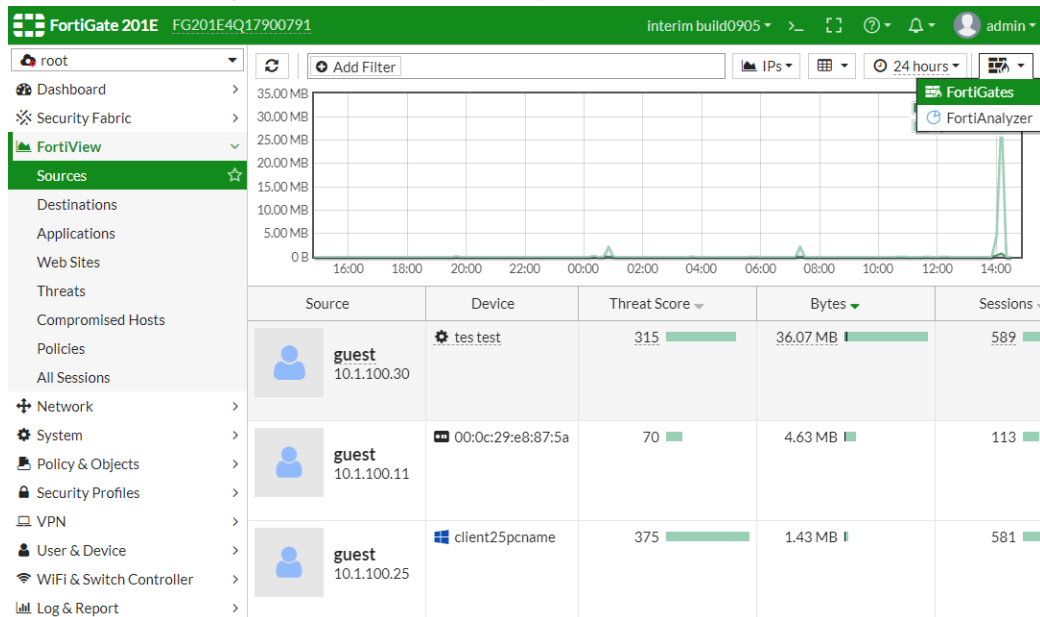 FortiGate 201E FG201E4Q17900791 interim build0905 >_ admin
root
Add Filter IPs 24 hours
FortiGates
FortiAnalyzer
Dashboard
Security Fabric
FortiView
Sources
Destinations
Applications
Web Sites
Threats
Compromised Hosts
Policies
All Sessions
Network
System
Policy & Objects
Security Profiles
VPN
User & Device
WiFi & Switch Controller
Log & Report
35.00 MB
30.00 MB
25.00 MB
20.00 MB
15.00 MB
10.00 MB
5.00 MB
0 B
16:00 18:00 20:00 22:00 00:00 02:00 04:00 06:00 08:00 10:00 12:00 14:00
Source Device Threat Score Bytes Sessions
guest tes test 315 36.07 MB 589
10.1.100.30
guest 00:0c:29:e8:87:5a 70 4.63 MB 113
10.1.100.11
guest client25pcname 375 1.43 MB 581
10.1.100.25